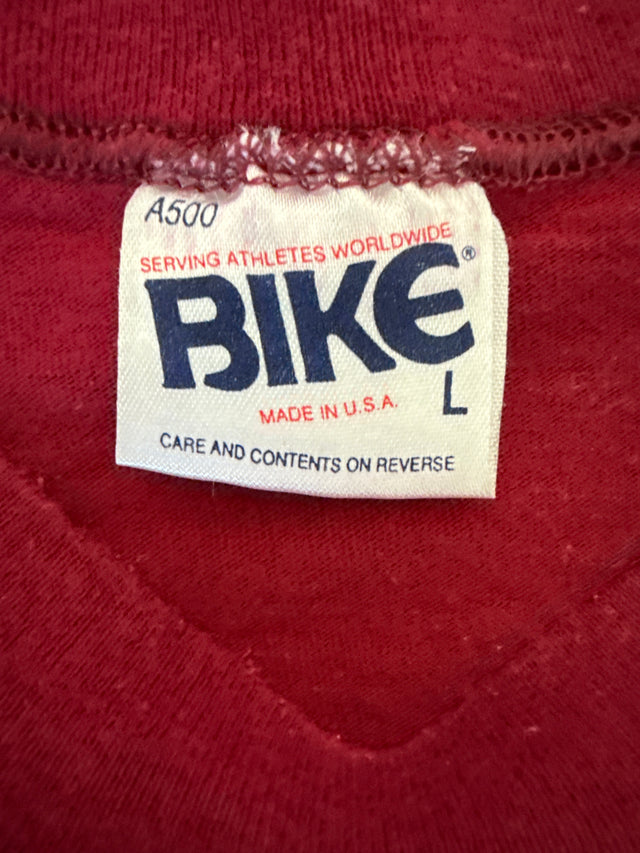 A500
SERVING ATHLETES WORLDWIDE
BIKE®
L
MADE IN U.S.A.
CARE AND CONTENTS ON REVERSE